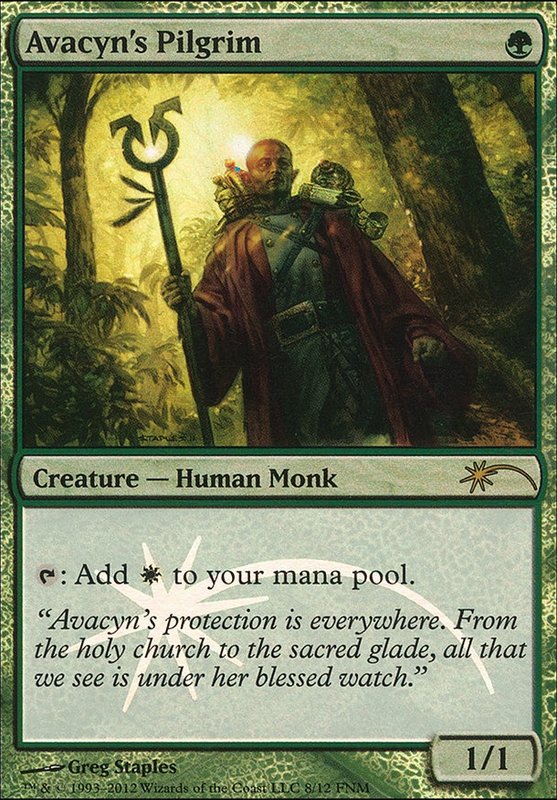 Avacyn's Pilgrim
STAPLES 11
Creature — Human Monk
: Add to your mana pool.
“Avacyn’s protection is everywhere. From
the holy church to the sacred glade, all that
we see is under her blessed watch.”
1/1
Greg Staples
™& © 1993–2012 Wizards of the Coast LLC 8/12 FNM